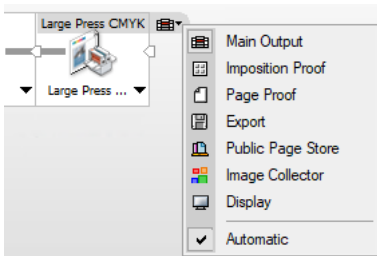 Large Press CMYK
Large Press ...
Main Output
Imposition Proof
Page Proof
Export
Public Page Store
Image Collector
Display
Automatic